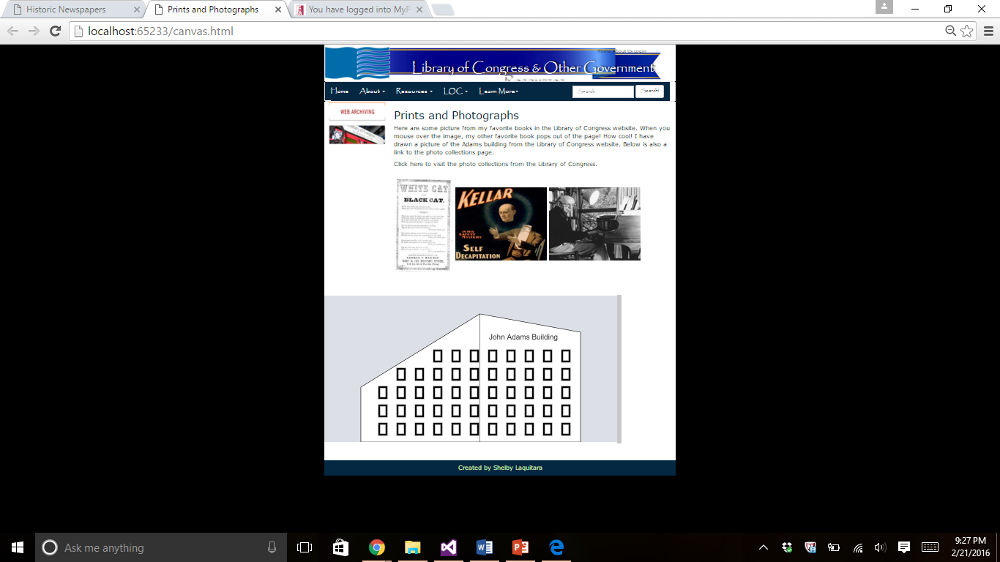 Historic Newspapers
Prints and Photographs
You have logged into MyP
localhost:65233/canvas.html
Home About Us Login
Library of Congress & Other Government
Resources
Home About Resources LOC Learn More
Search
Search!
WEB ARCHIVING
Prints and Photographs
Here are some picture from my favorite books in the Library of Congress website. When you
mouse over the image, my other favorite book pops out of the page! How cool! I have
drawn a picture of the Adams building from the Library of Congress website. Below is also a
link to the photo collections page.
Click here to visit the photo collections from the Library of Congress.
WHITE CAT
BLACK CAT.
KELLAR
IN HIS
LATEST
MYSTERY
SELF
DECAPITATION
John Adams Building
Created by Shelby Laquitara
Ask me anything
9:27 PM
2/21/2016